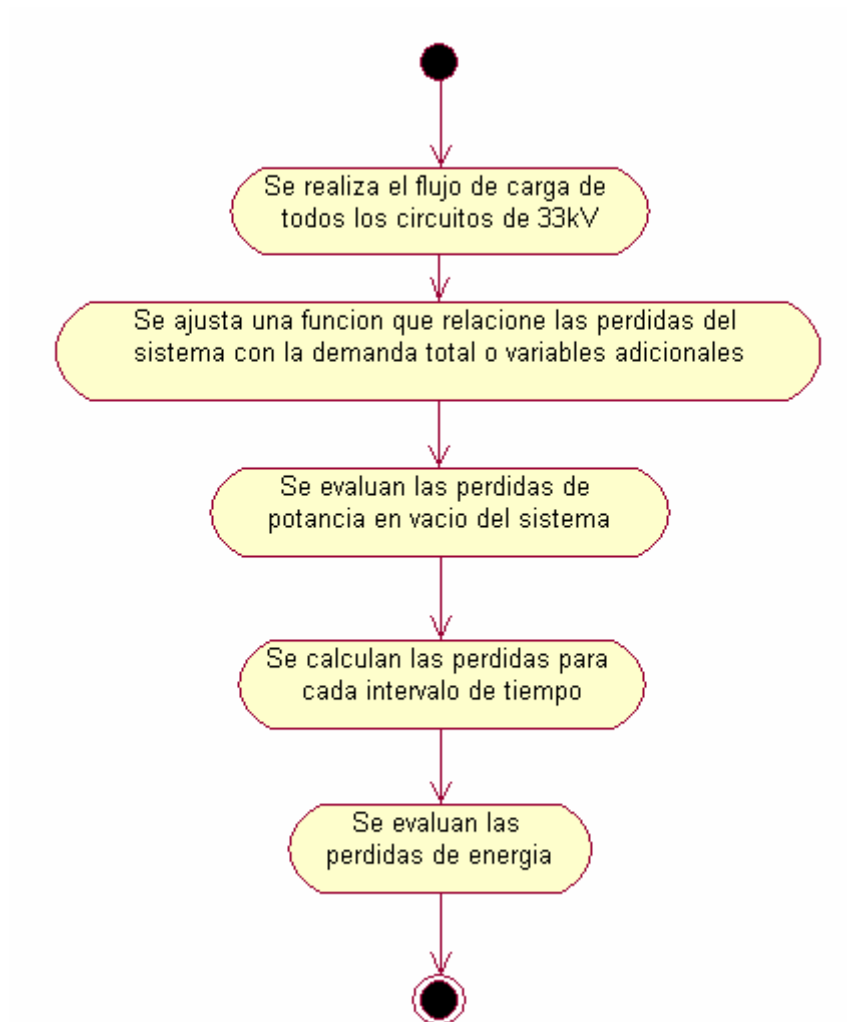 Se realiza el flujo de carga de
todos los circuitos de 33kV
Se ajusta una funcion que relacione las perdidas del
sistema con la demanda total o variables adicionales
Se evaluan las perdidas de
potancia en vacio del sistema
Se calculan las perdidas para
cada intervalo de tiempo
Se evaluan las
perdidas de energia